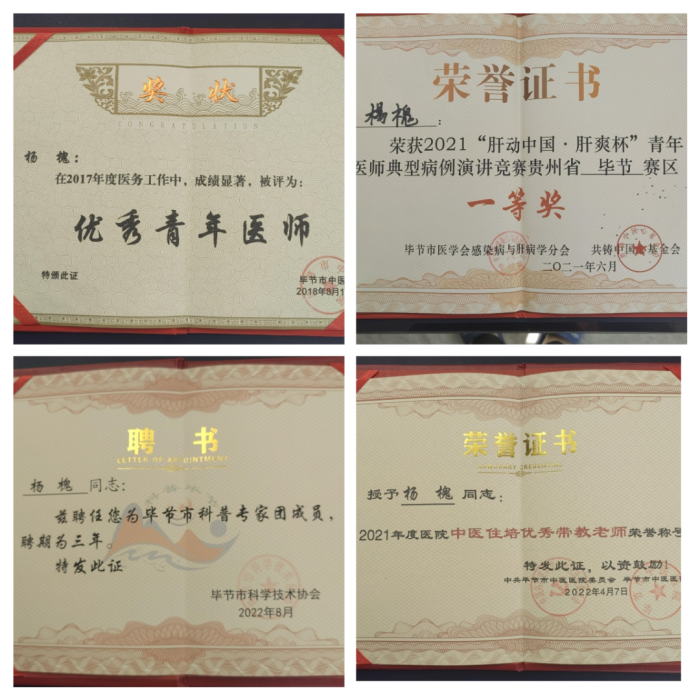 奖状
CONGRATULATION
杨 槐：
在2017年度医务工作中，成绩显著，被评为：
优秀青年医师
特颁此证
毕节市中医
2018年8月1
荣誉证书
杨槐：
荣获2021“肝动中国·肝爽杯”青年
医师典型病例演讲竞赛贵州省 毕节 赛区
一等奖
毕节市医学会感染病与肝病学分会 共铸中国 基金会
二〇二一年六月
聘书
LETTER OF APPOINTMENT
杨 槐 同志：
兹聘任您为毕节市科普专家团成员，
聘期为三年。
特发此证
毕节市科学技术协会
2022年8月
荣誉证书
授予 杨 槐 同志：
2021年度医院中医住培优秀带教老师荣誉称号
特发此证，以资鼓励！
中共毕节市中医医院委员会 毕节市中医医
2022年4月7日